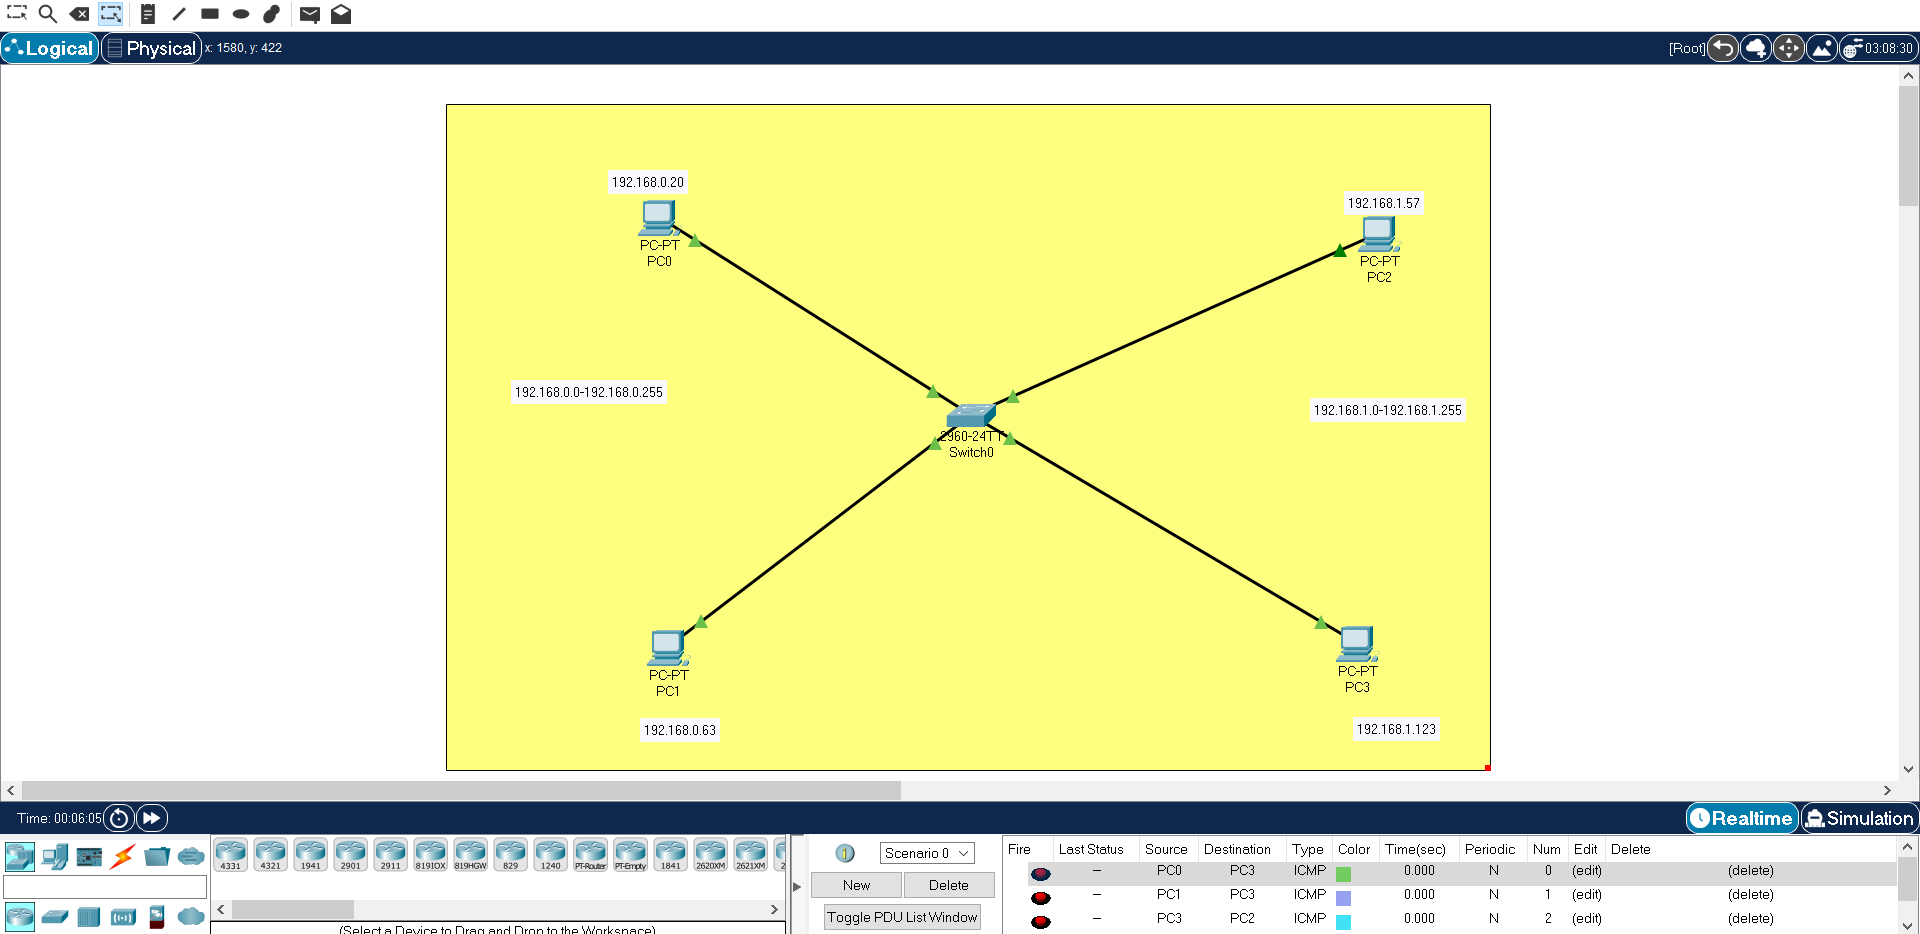 Logical Physical x: 1580, y: 422 [Root] 03:08:30
192.168.0.20
PC-PT
PC0
192.168.1.57
PC-PT
PC2
192.168.0.0-192.168.0.255
192.168.1.0-192.168.1.255
2960-24TT
Switch0
PC-PT
PC1
192.168.0.63
PC-PT
PC3
192.168.1.123
Time: 00:06:05 Realtime Simulation
4331 4321 1941 2901 2911 819IOX 819HGW 829 1240 PT-Router PT-Empty 1841 2620XM 2621XM 2
(Select a Device to Drag and Drop to the Workspace)
Scenario 0
New Delete
Toggle PDU List Window
Fire Last Status Source Destination Type Color Time(sec) Periodic Num Edit Delete
-- PC0 PC3 ICMP 0.000 N 0 (edit) (delete)
-- PC1 PC3 ICMP 0.000 N 1 (edit) (delete)
-- PC3 PC2 ICMP 0.000 N 2 (edit) (delete)